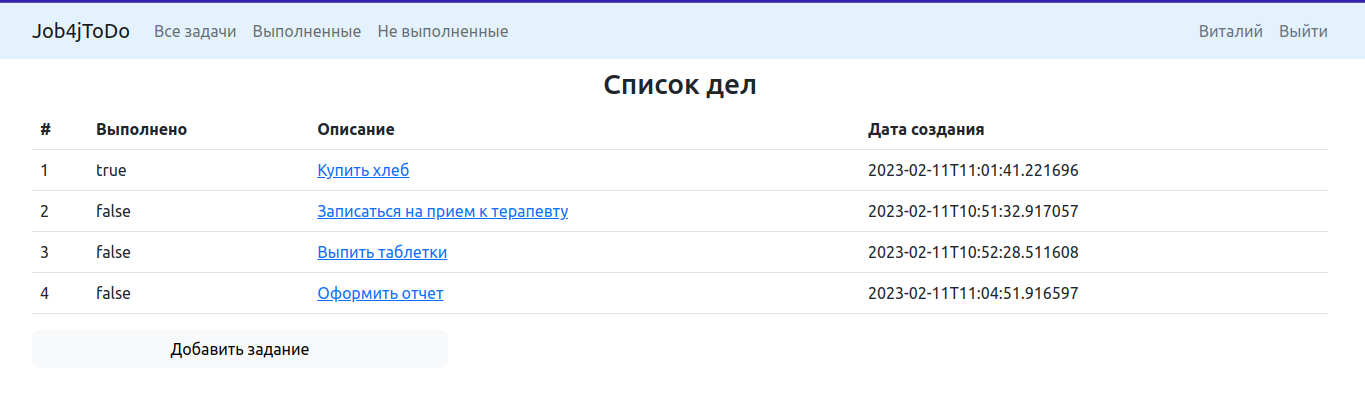 Job4jToDo Все задачи Выполненные Не выполненные Виталий Выйти
Список дел
# Выполнено Описание Дата создания
1 true Купить хлеб 2023-02-11T11:01:41.221696
2 false Записаться на прием к терапевту 2023-02-11T10:51:32.917057
3 false Выпить таблетки 2023-02-11T10:52:28.511608
4 false Оформить отчет 2023-02-11T11:04:51.916597
Добавить задание